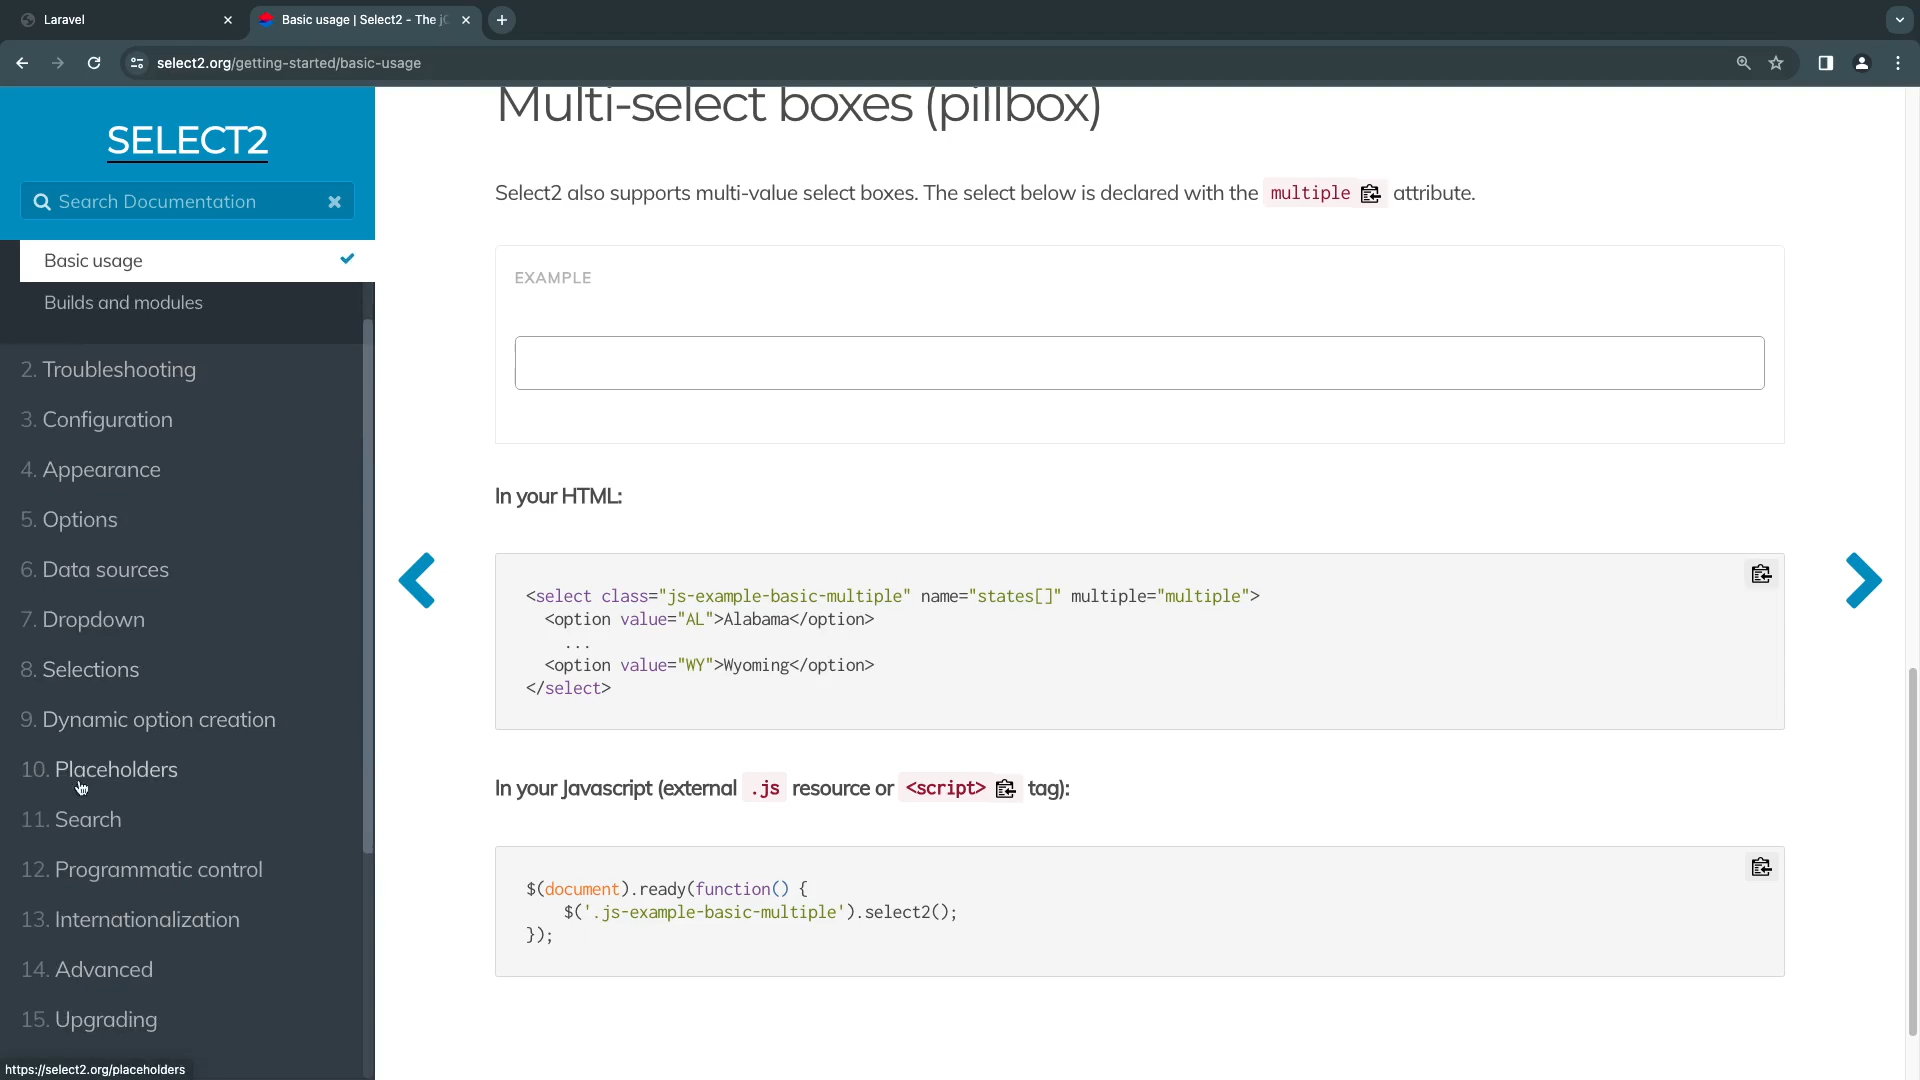 Laravel
Basic usage | Select2 - The j
select2.org/getting-started/basic-usage
SELECT2
Search Documentation
Basic usage
Builds and modules
2. Troubleshooting
3. Configuration
4. Appearance
5. Options
6. Data sources
7. Dropdown
8. Selections
9. Dynamic option creation
10. Placeholders
11. Search
12. Programmatic control
13. Internationalization
14. Advanced
15. Upgrading
https://select2.org/placeholders
Multi-select boxes (pillbox)
Select2 also supports multi-value select boxes. The select below is declared with the multiple attribute.
EXAMPLE
In your HTML:
<select class="js-example-basic-multiple" name="states[]" multiple="multiple">
<option value="AL">Alabama</option>
...
<option value="WY">Wyoming</option>
</select>
In your Javascript (external .js resource or <script> tag):
$(document).ready(function() {
$('.js-example-basic-multiple').select2();
});